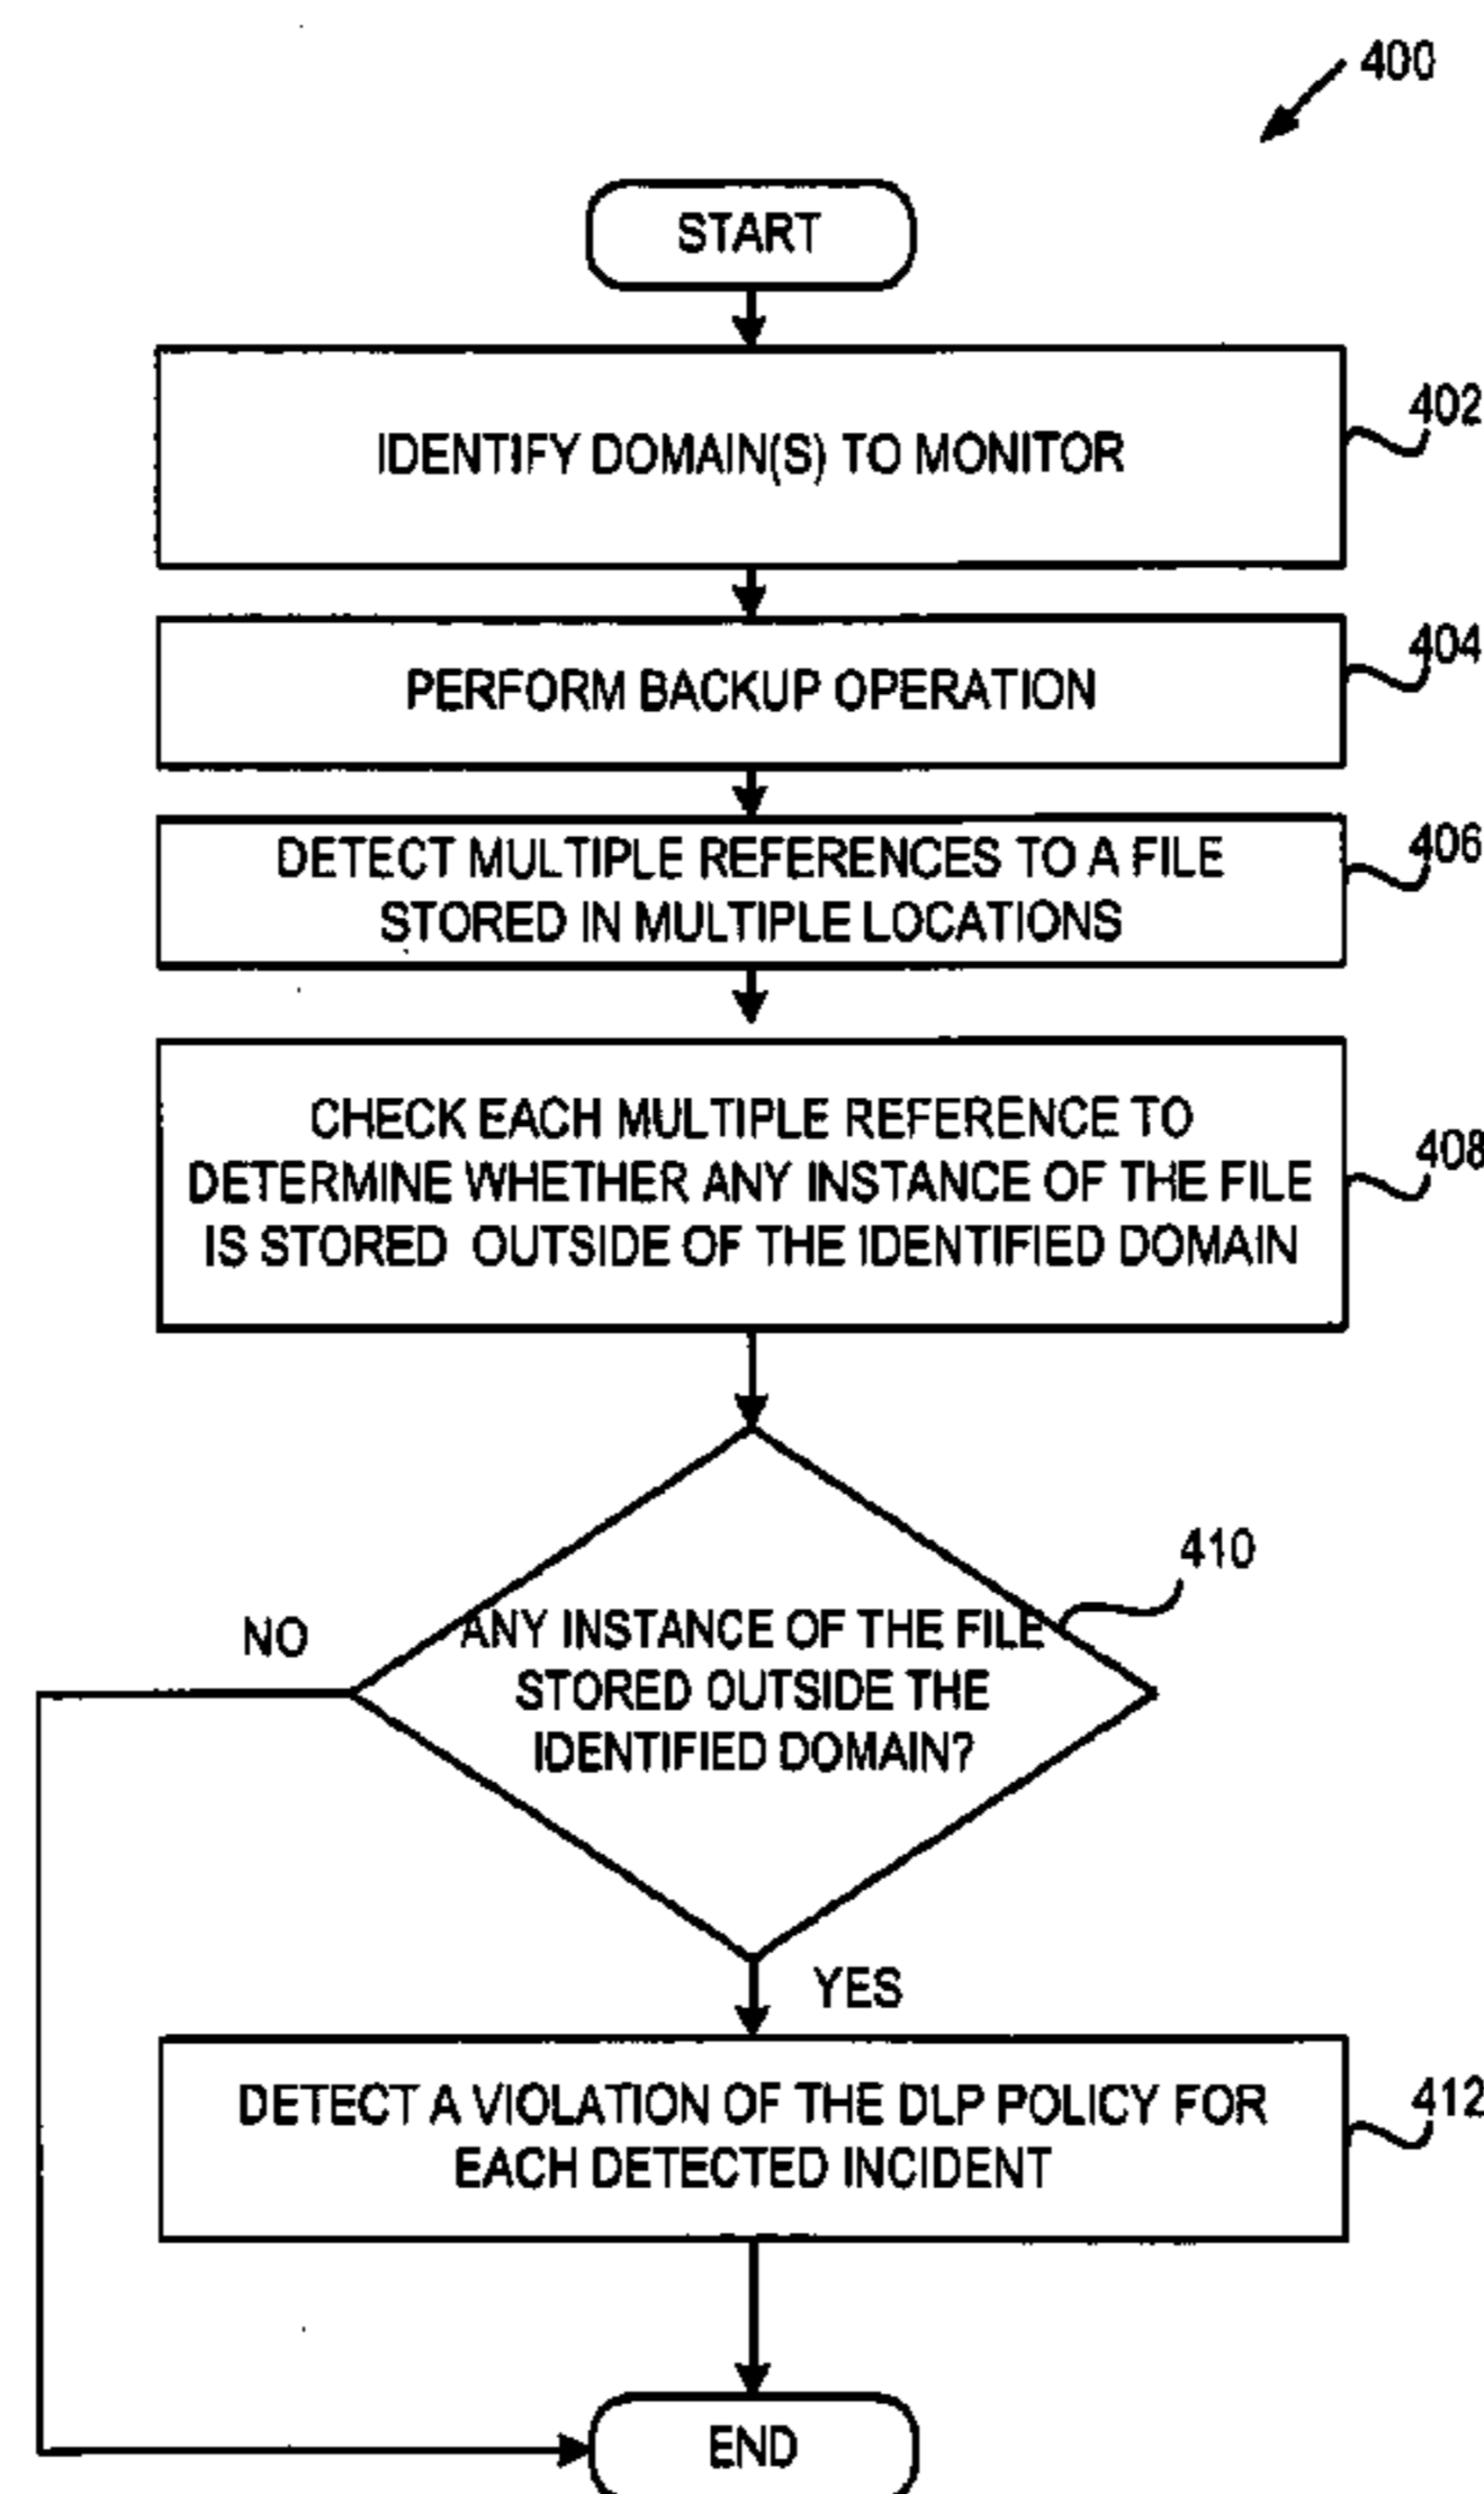 400
START
IDENTIFY DOMAIN(S) TO MONITOR
402
PERFORM BACKUP OPERATION
404
DETECT MULTIPLE REFERENCES TO A FILE
STORED IN MULTIPLE LOCATIONS
406
CHECK EACH MULTIPLE REFERENCE TO
DETERMINE WHETHER ANY INSTANCE OF THE FILE
IS STORED OUTSIDE OF THE IDENTIFIED DOMAIN
408
410
NO
ANY INSTANCE OF THE FILE
STORED OUTSIDE THE
IDENTIFIED DOMAIN?
YES
DETECT A VIOLATION OF THE DLP POLICY FOR
EACH DETECTED INCIDENT
412
END